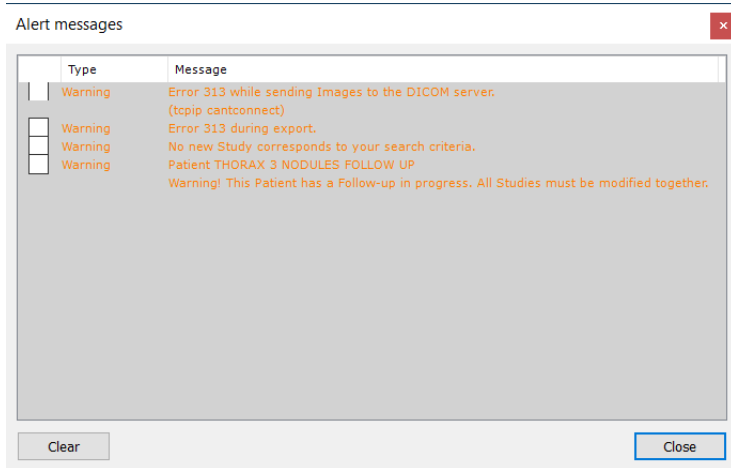 Alert messages
Type Message
Warning Error 313 while sending Images to the DICOM server.
(tcpip cantconnect)
Warning Error 313 during export.
Warning No new Study corresponds to your search criteria.
Warning Patient THORAX 3 NODULES FOLLOW UP
Warning! This Patient has a Follow-up in progress. All Studies must be modified together.
Clear Close